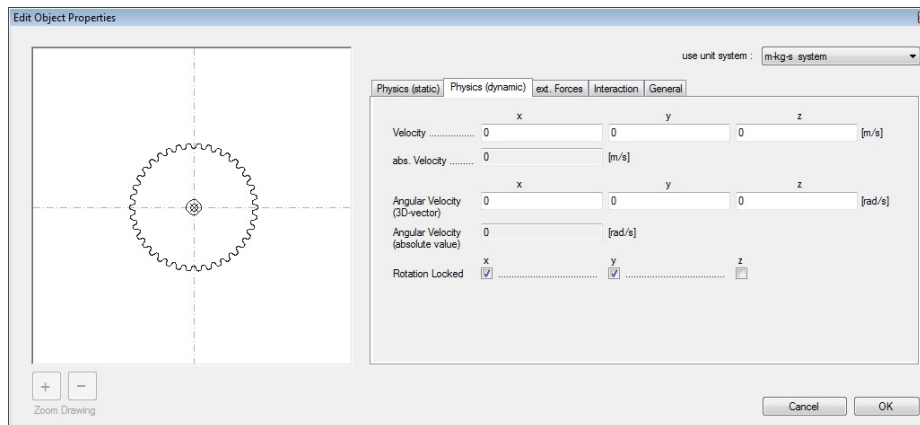 Edit Object Properties
use unit system : m-kg-s system
Physics (static) Physics (dynamic) ext. Forces Interaction General
x y z
Velocity ................. 0 0 0 [m/s]
abs. Velocity ......... 0 [m/s]
x y z
Angular Velocity 0 0 0 [rad/s]
(3D-vector)
Angular Velocity 0 [rad/s]
(absolute value)
x y z
Rotation Locked
+ −
Zoom Drawing
Cancel OK